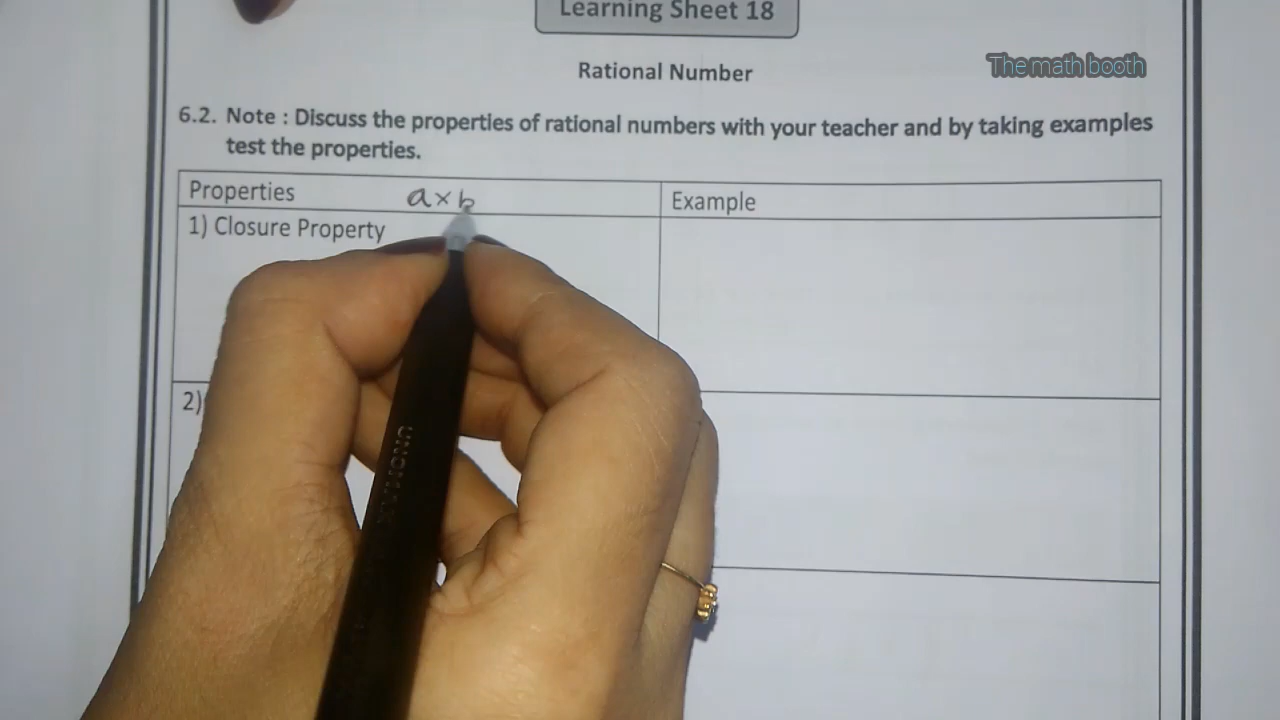 Learning Sheet 18
The math booth
Rational Number
6.2. Note : Discuss the properties of rational numbers with your teacher and by taking examples
test the properties.
Properties a × b Example
1) Closure Property
2)